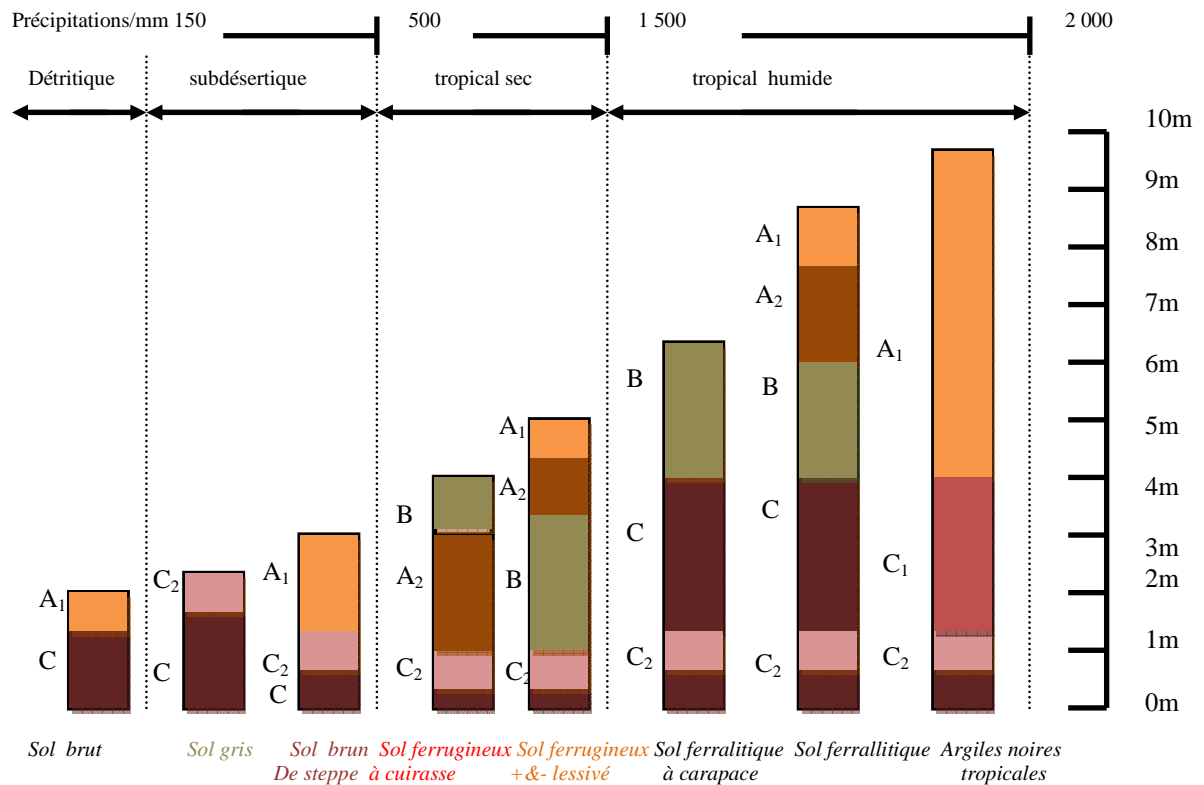 Précipitations/mm 150 500 1 500 2 000
Détritique subdésertique tropical sec tropical humide
10m
9m
8m
7m
6m
5m
4m
3m
2m
1m
0m
A1
C
C2
C
A1
C2
C
B
A2
C2
A1
A2
B
C2
B
C
C2
A1
A2
B
C
C2
A1
C1
C2
Sol brut
Sol gris
Sol brun
De steppe
Sol ferrugineux
à cuirasse
Sol ferrugineux
+&- lessivé
Sol ferralitique
à carapace
Sol ferrallitique
Argiles noires
tropicales